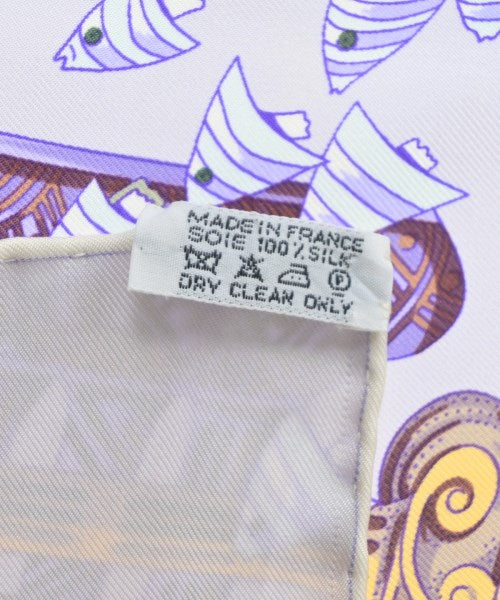 MADE IN FRANCE
SOIE 100% SILK
P
DRY CLEAN ONLY